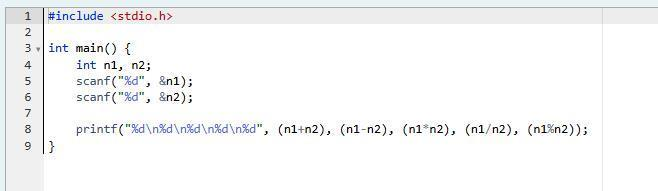 1 #include <stdio.h>
2
3 int main() {
4 int n1, n2;
5 scanf("%d", &n1);
6 scanf("%d", &n2);
7
8 printf("%d\n%d\n%d\n%d\n%d", (n1+n2), (n1-n2), (n1*n2), (n1/n2), (n1%n2));
9 }